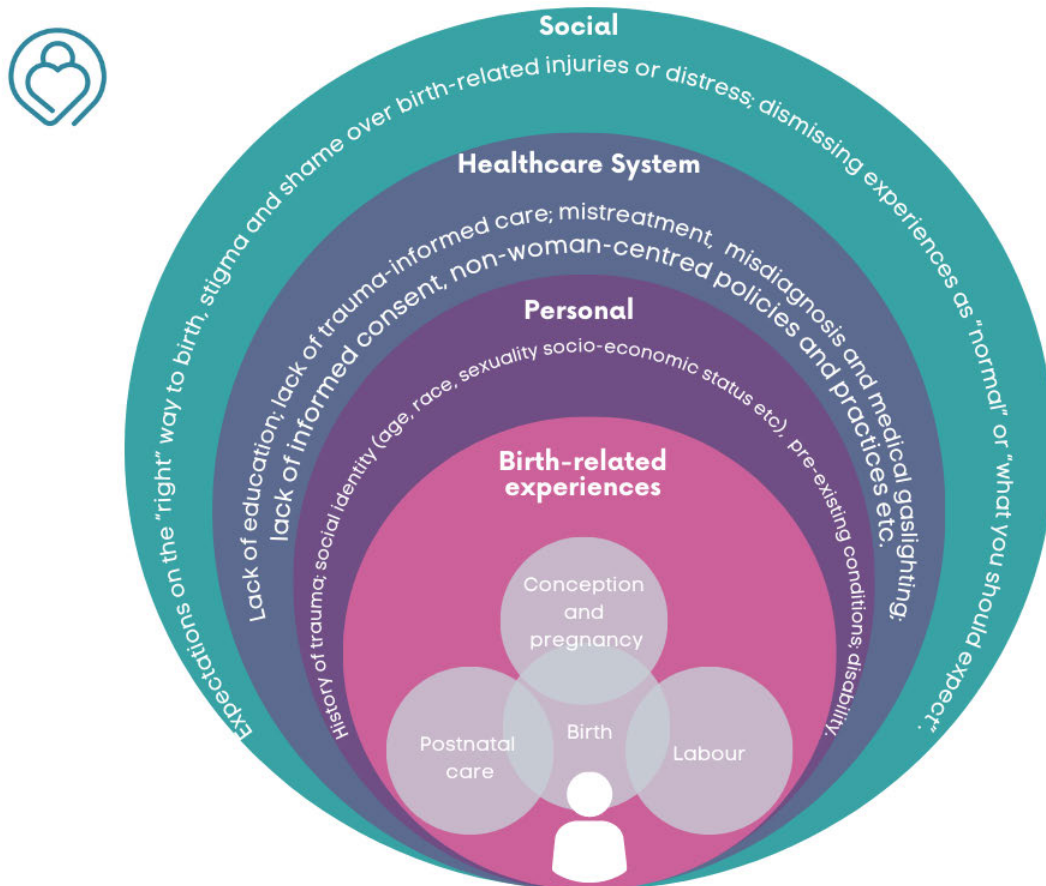 Social
Expectations on the "right" way to birth, stigma and shame over birth-related injuries or distress; dismissing experiences as "normal" or "what you should expect".
Healthcare System
Lack of education; lack of trauma-informed care; mistreatment, misdiagnosis and medical gaslighting;
lack of informed consent, non-woman-centred policies and practices etc.
Personal
History of trauma; social identity (age, race, sexuality socio-economic status etc), pre-existing conditions; disability.
Birth-related
experiences
Conception
and
pregnancy
Birth
Postnatal
care
Labour